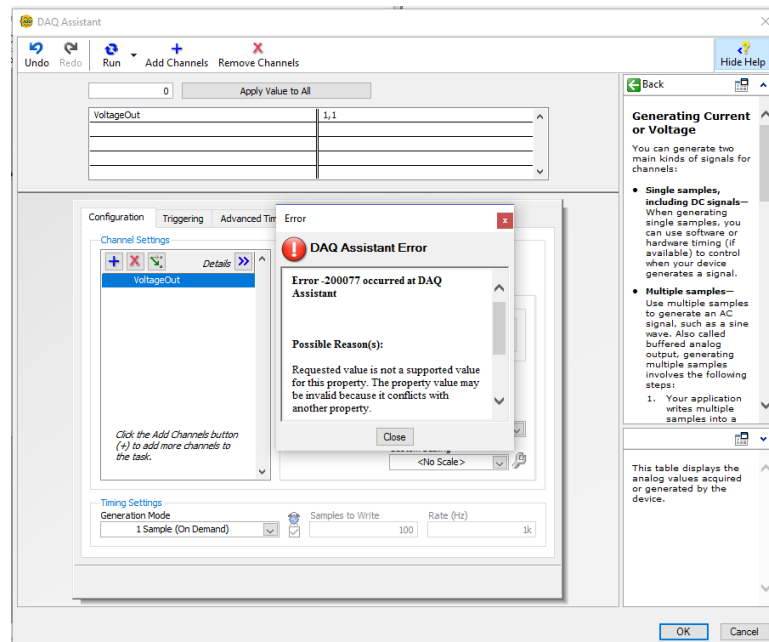 DAQ Assistant
Undo Redo Run Add Channels Remove Channels Hide Help
0 Apply Value to All
VoltageOut 1,1
Back
Generating Current
or Voltage
You can generate two
main kinds of signals for
channels:
Single samples,
including DC signals—
When generating
single samples, you
can use software or
hardware timing (if
available) to control
when your device
generates a signal.
Multiple samples—
Use multiple samples
to generate an AC
signal, such as a sine
wave. Also called
buffered analog
output, generating
multiple samples
involves the following
steps:
1. Your application
writes multiple
samples into a
Configuration Triggering Advanced Tim
Channel Settings
Details
VoltageOut
Click the Add Channels button
(+) to add more channels to
the task.
Error
x
DAQ Assistant Error
Error -200077 occurred at DAQ
Assistant
Possible Reason(s):
Requested value is not a supported value
for this property. The property value may
be invalid because it conflicts with
another property.
Close
<No Scale>
Timing Settings
Generation Mode Samples to Write Rate (Hz)
1 Sample (On Demand) 100 1k
This table displays the
analog values acquired
or generated by the
device.
OK Cancel